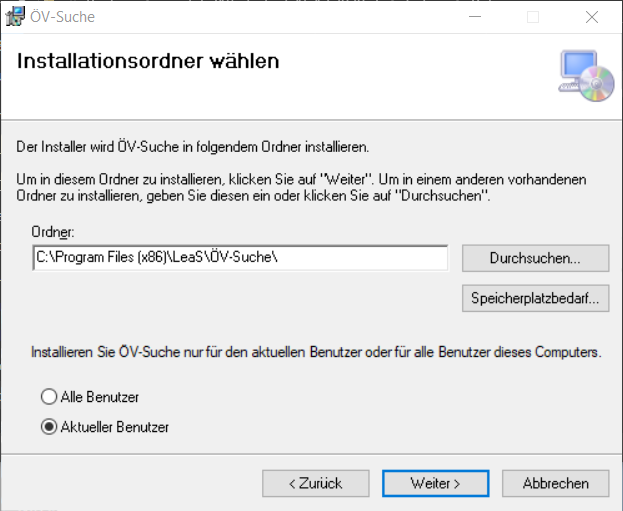 ÖV-Suche
Installationsordner wählen
Der Installer wird ÖV-Suche in folgendem Ordner installieren.
Um in diesem Ordner zu installieren, klicken Sie auf "Weiter". Um in einem anderen vorhandenen
Ordner zu installieren, geben Sie diesen ein oder klicken Sie auf "Durchsuchen".
Ordner:
C:\Program Files (x86)\LeaS\ÖV-Suche\
Durchsuchen...
Speicherplatzbedarf...
Installieren Sie ÖV-Suche nur für den aktuellen Benutzer oder für alle Benutzer dieses Computers.
Alle Benutzer
Aktueller Benutzer
< Zurück
Weiter >
Abbrechen